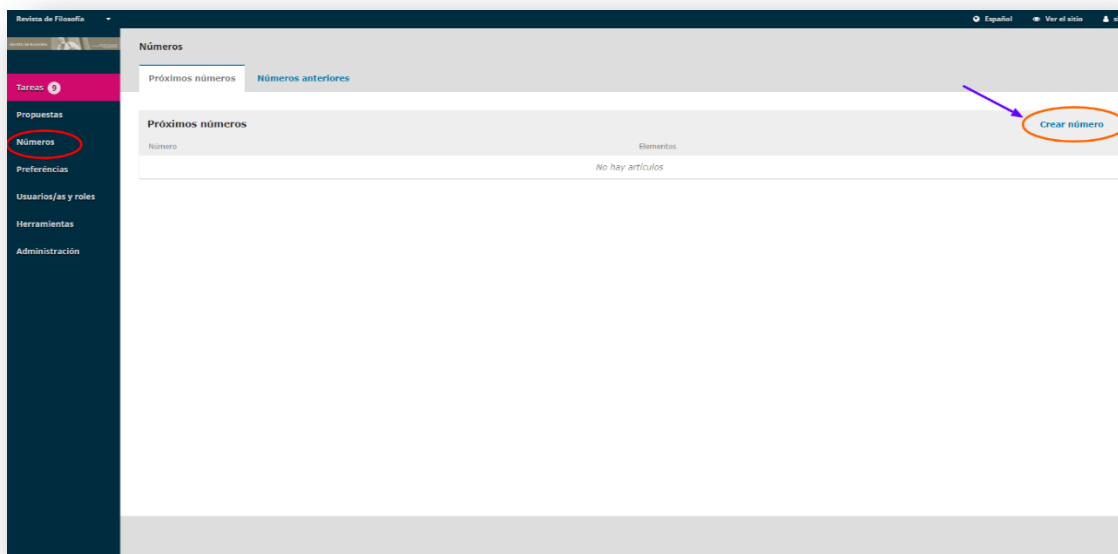 Revista de Filosofía
Español
Ver el sitio
Números
Próximos números
Números anteriores
Tareas 9
Propuestas
Números
Preferéncias
Usuarios/as y roles
Herramientas
Administración
Próximos números
Crear número
Número
Elementos
No hay artículos